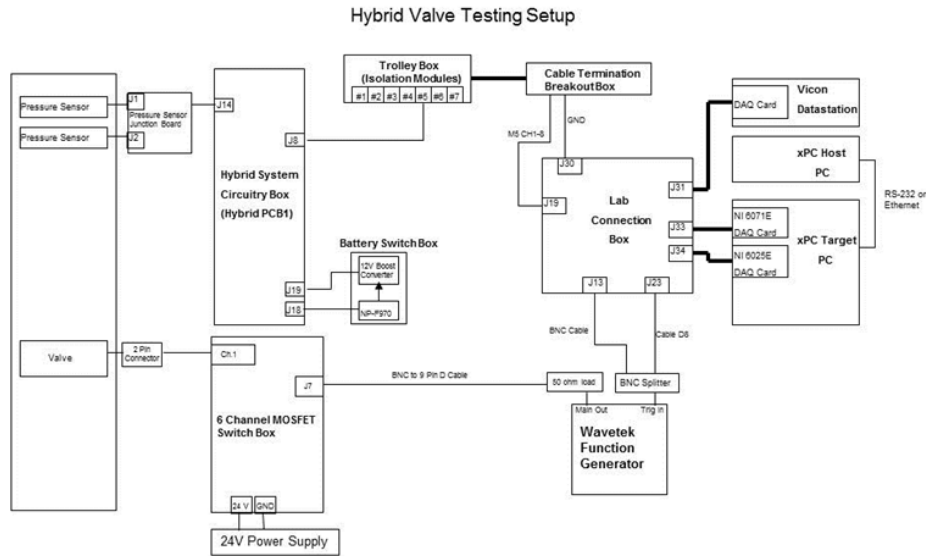 Hybrid Valve Testing Setup
Trolley Box
(Isolation Modules)
#1 #2 #3 #4 #5 #6 #7
Cable Termination
Breakout Box
Pressure Sensor
Pressure Sensor
J1
Pressure Sensor
Junction Board
J2
J14
J8
Hybrid System
Circuitry Box
(Hybrid PCB1)
J19
J18
Battery Switch Box
12V Boost
Converter
NP-F970
M5 CH1-8
GND
J30
J19
J31
J33
J34
Lab
Connection
Box
J13
J23
DAQ Card
Vicon
Datastation
xPC Host
PC
RS-232 or
Ethernet
NI 6071E
DAQ Card
NI 6025E
DAQ Card
xPC Target
PC
Valve
2 Pin
Connector
Ch.1
J7
6 Channel MOSFET
Switch Box
24 V
GND
24V Power Supply
BNC to 9 Pin D Cable
BNC Cable
Cable D6
50 ohm load
BNC Splitter
Main Out
Trig In
Wavetek
Function
Generator